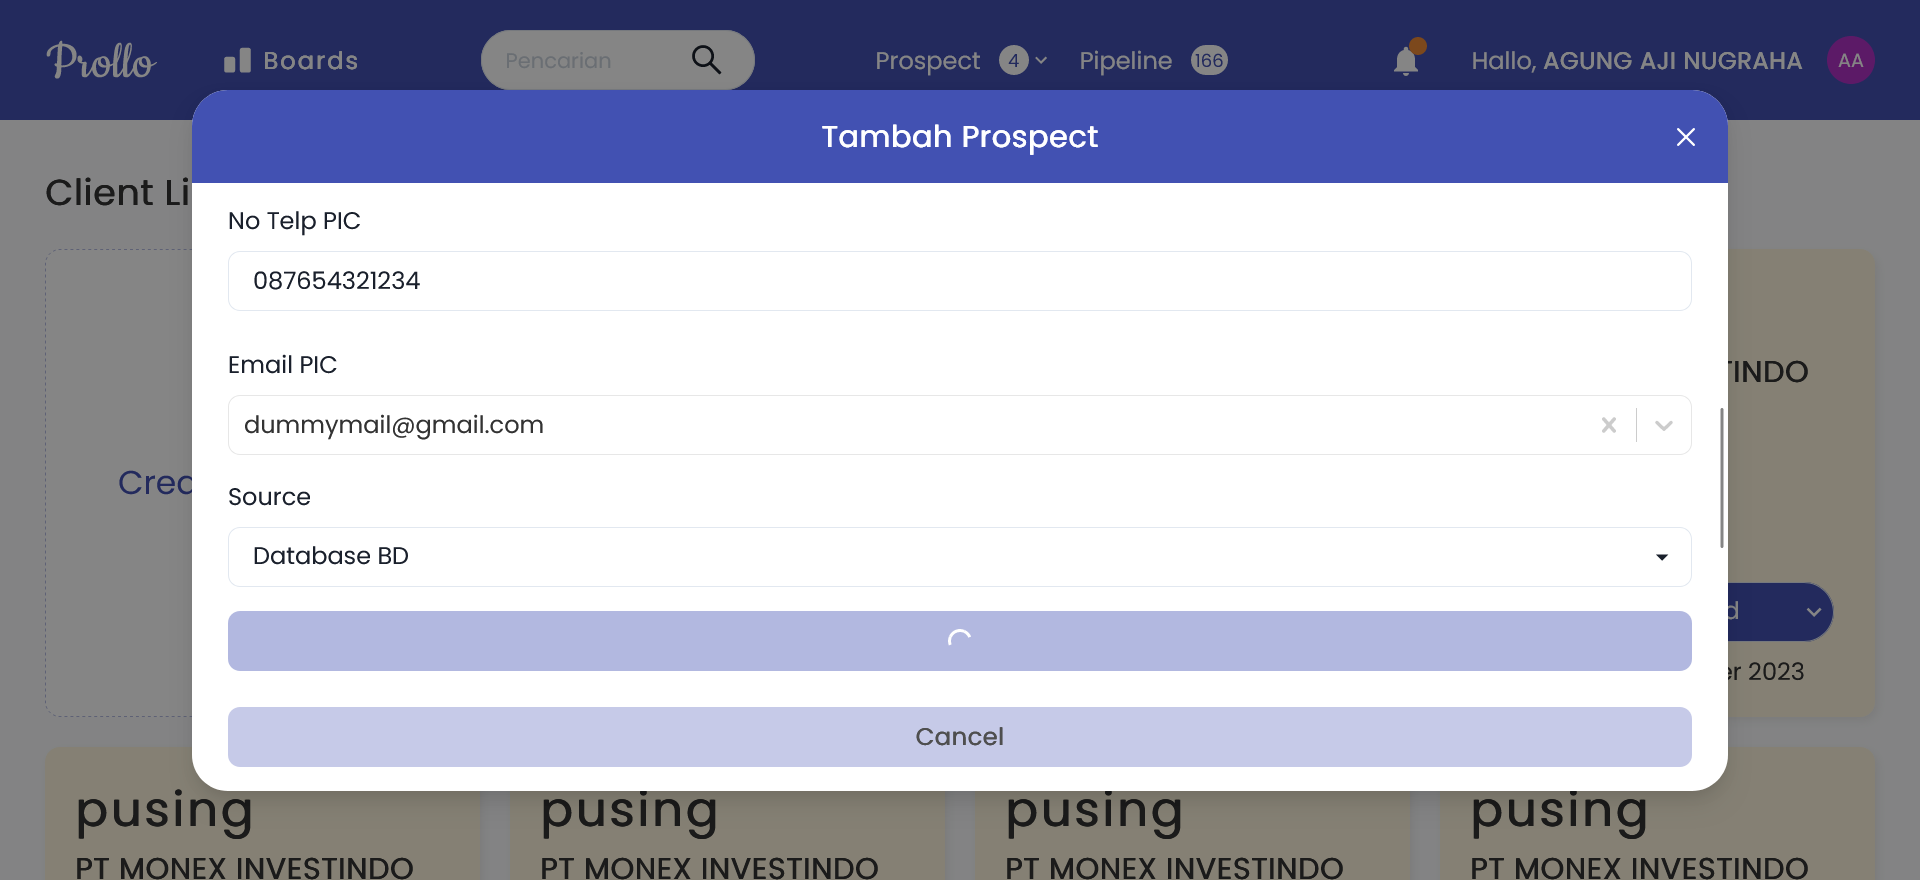 Prollo
Boards
Pencarian
Prospect 4
Pipeline 166
Hallo, AGUNG AJI NUGRAHA
AA
Tambah Prospect
Client Li
No Telp PIC
087654321234
Email PIC
TINDO
dummymail@gmail.com
Crea
Source
Database BD
d
er 2023
Cancel
pusing
pusing
pusing
pusing
PT MONEX INVESTINDO
PT MONEX INVESTINDO
PT MONEX INVESTINDO
PT MONEX INVESTINDO